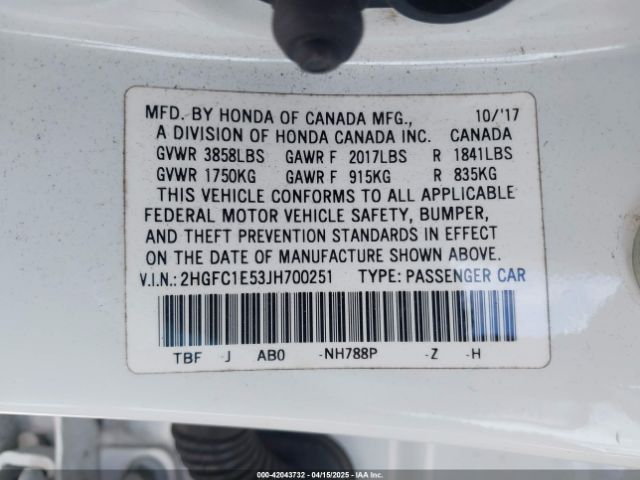 MFD. BY HONDA OF CANADA MFG., 10/'17
A DIVISION OF HONDA CANADA INC. CANADA
GVWR 3858LBS GAWR F 2017LBS R 1841LBS
GVWR 1750KG GAWR F 915KG R 835KG
THIS VEHICLE CONFORMS TO ALL APPLICABLE
FEDERAL MOTOR VEHICLE SAFETY, BUMPER,
AND THEFT PREVENTION STANDARDS IN EFFECT
ON THE DATE OF MANUFACTURE SHOWN ABOVE.
V.I.N.: 2HGFC1E53JH700251 TYPE: PASSENGER CAR
TBF -J AB0 -NH788P -Z -H
000-42043732 - 04/15/2025 - IAA Inc.